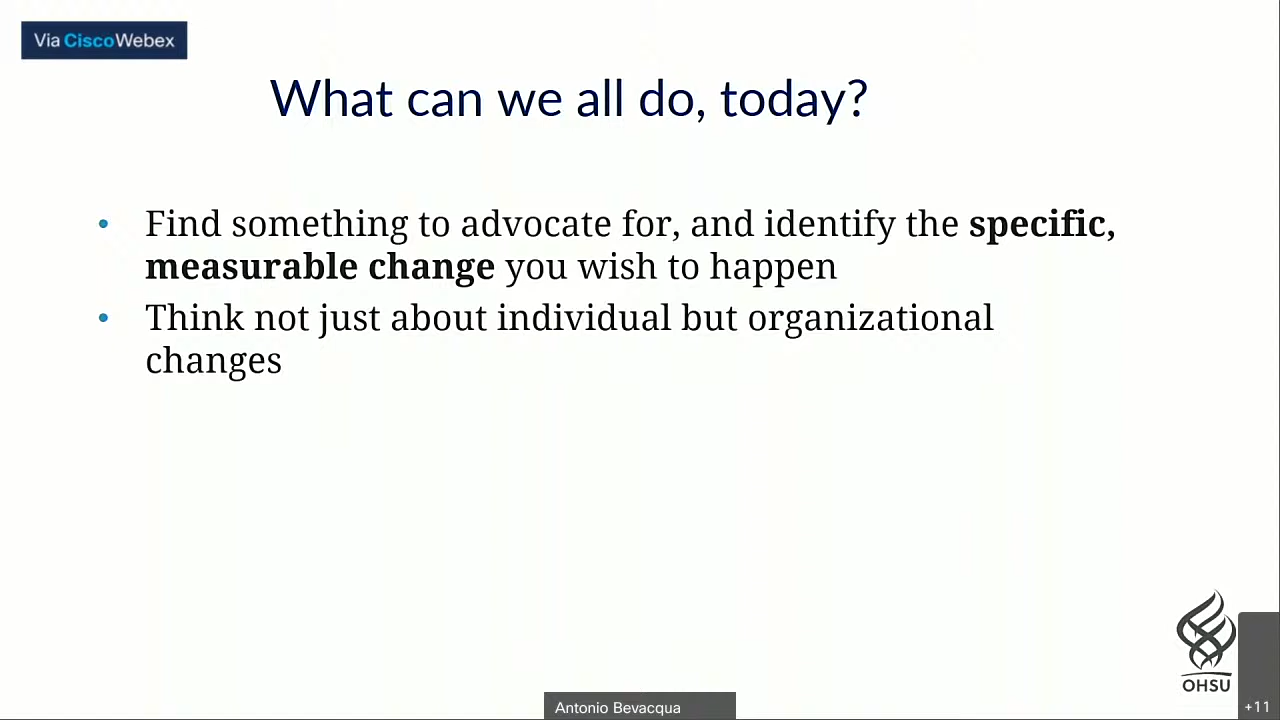 Via CiscoWebex
What can we all do, today?
• Find something to advocate for, and identify the specific,
measurable change you wish to happen
• Think not just about individual but organizational
changes
OHSU
Antonio Bevacqua
+11